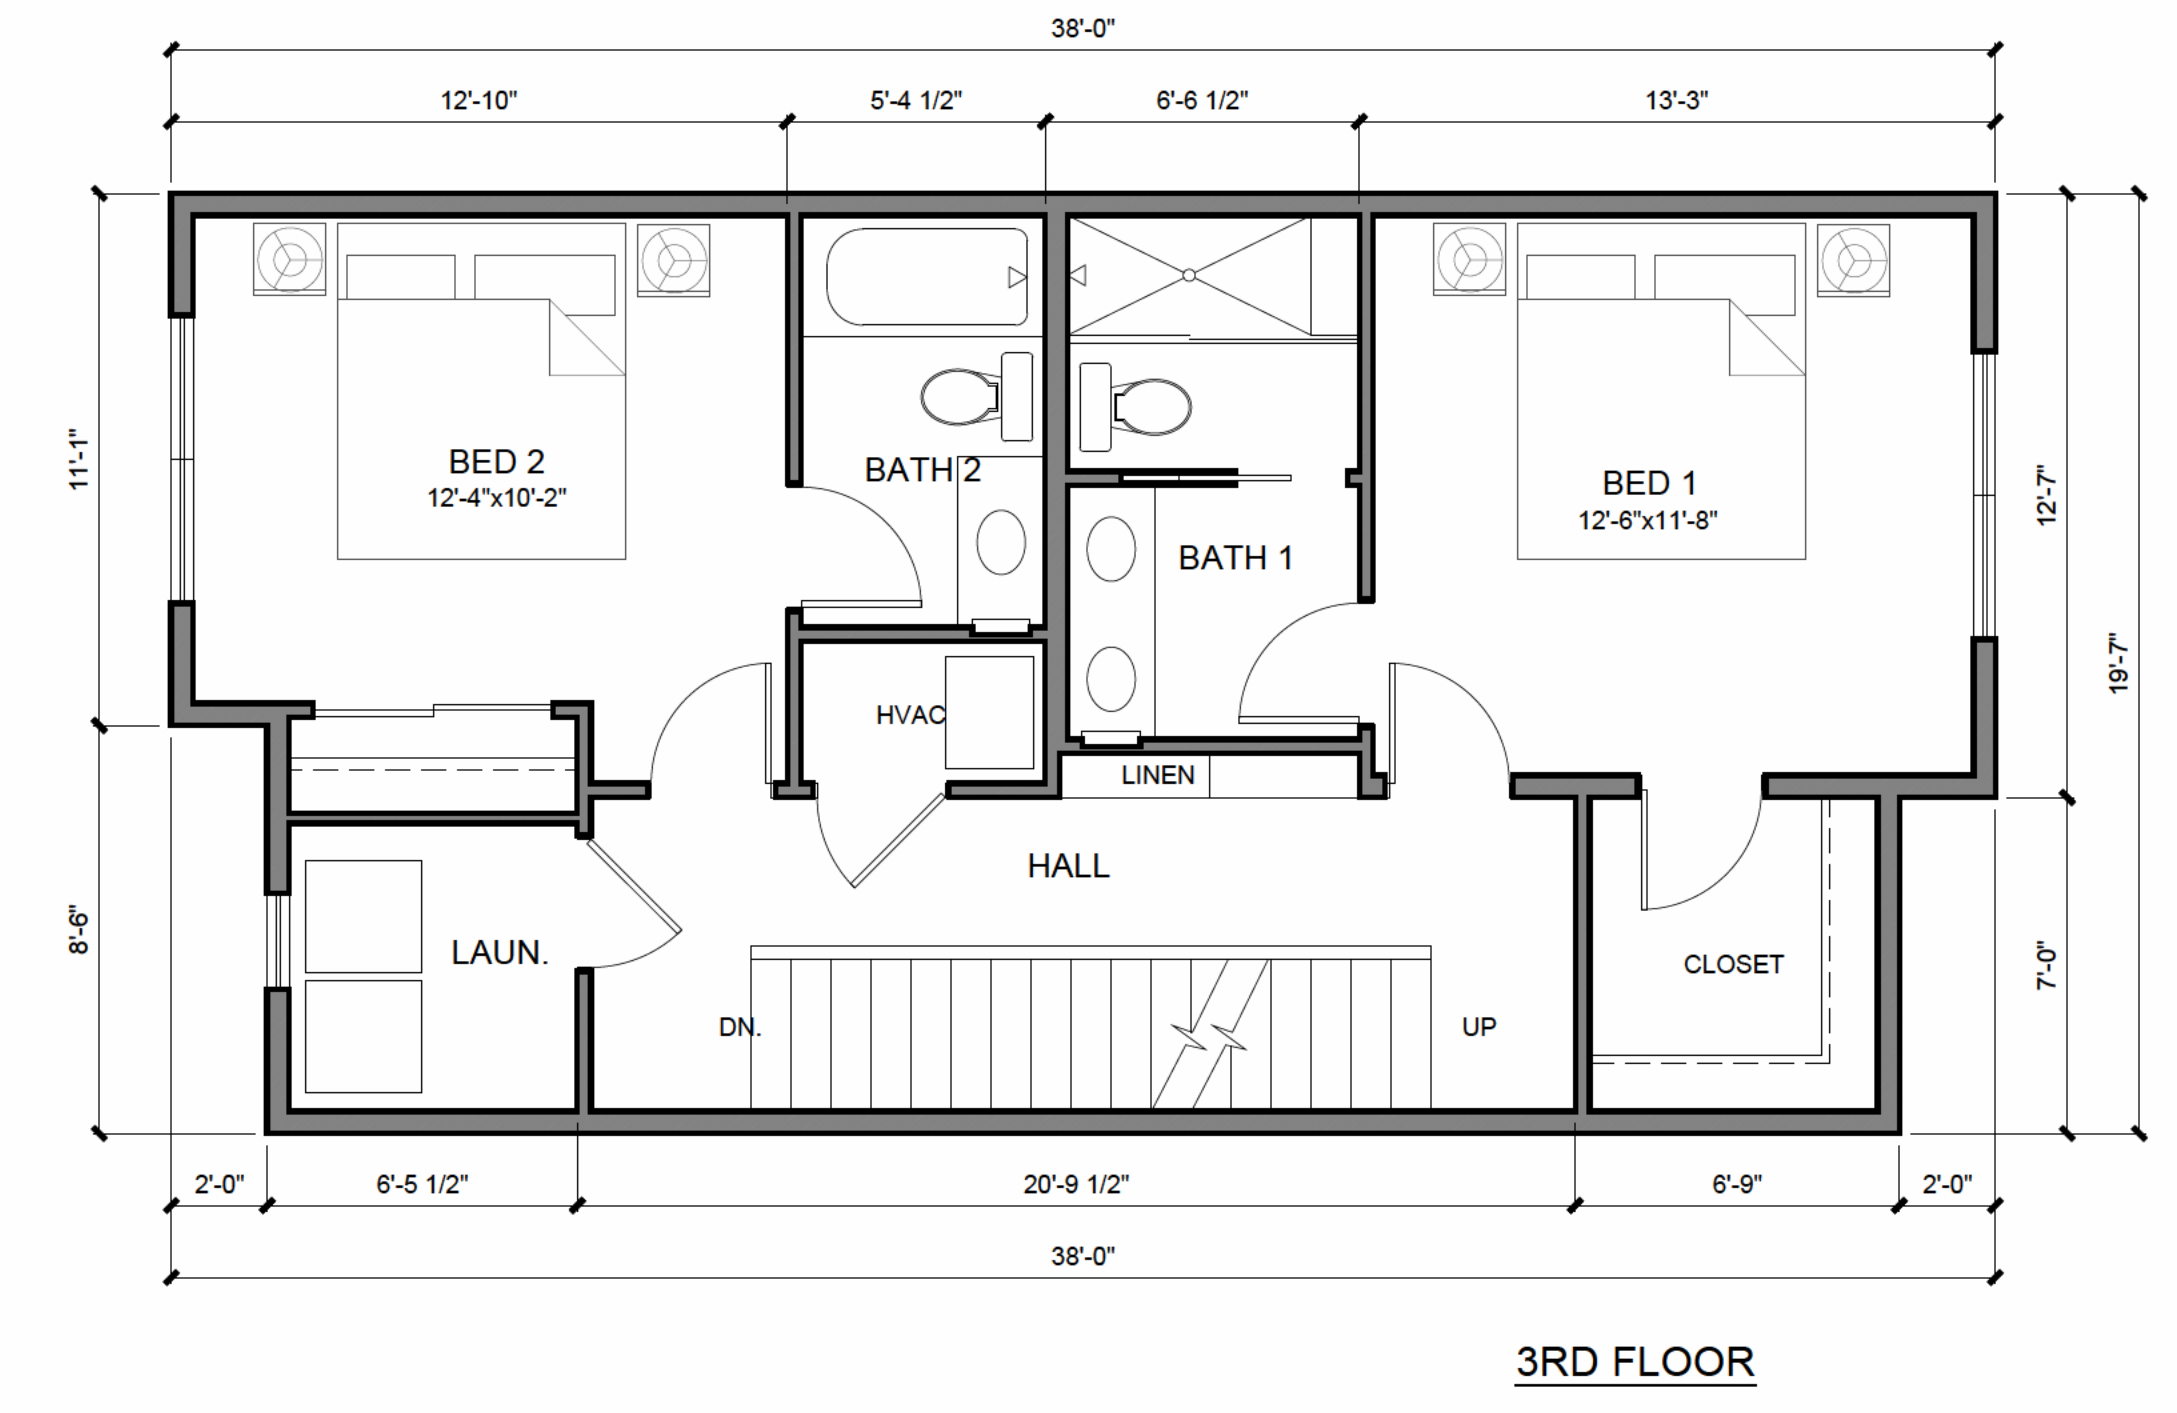 38'-0"
12'-10"
5'-4 1/2"
6'-6 1/2"
13'-3"
11'-1"
8'-6"
BED 2
12'-4"x10'-2"
BATH 2
BATH 1
BED 1
12'-6"x11'-8"
12'-7"
19'-7"
7'-0"
HVAC
LINEN
HALL
LAUN.
CLOSET
DN.
UP
2'-0"
6'-5 1/2"
20'-9 1/2"
6'-9"
2'-0"
38'-0"
3RD FLOOR